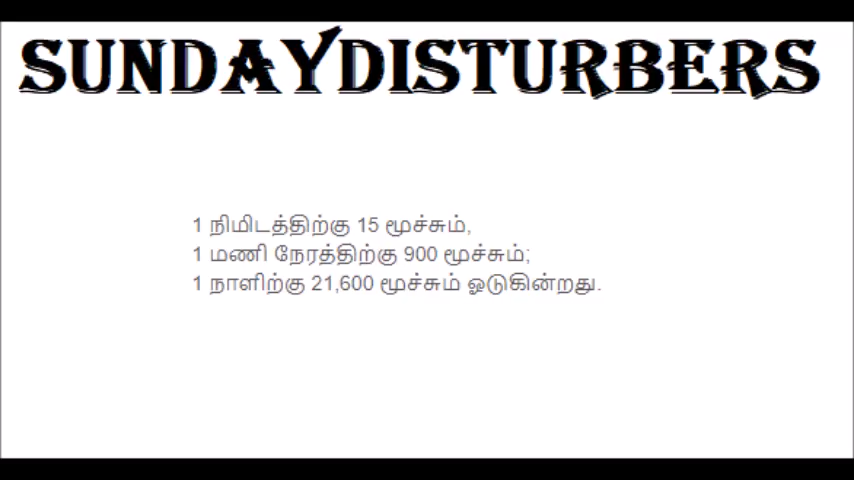 SUNDAYDISTURBERS
1 நிமிடத்திற்கு 15 மூச்சும்,
1 மணி நேரத்திற்கு 900 மூச்சும்;
1 நாளிற்கு 21,600 மூச்சும் ஓடுகின்றது.